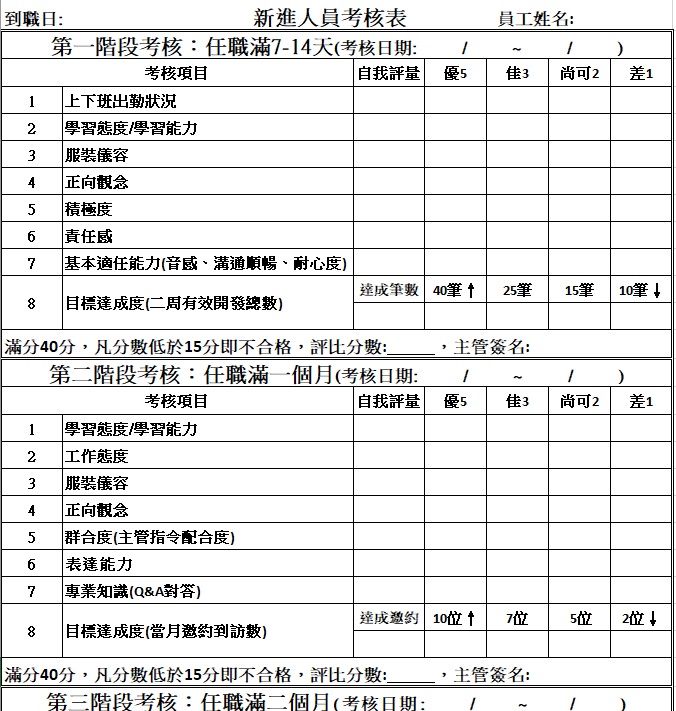 到職日: 新進人員考核表 員工姓名:
第一階段考核：任職滿7-14天(考核日期: / ~ / )
考核項目 自我評量 優5 佳3 尚可2 差1
1 上下班出勤狀況
2 學習態度/學習能力
3 服裝儀容
4 正向觀念
5 積極度
6 責任感
7 基本適任能力(音感、溝通順暢、耐心度)
8 目標達成度(二周有效開發總數) 達成筆數 40筆↑ 25筆 15筆 10筆↓
滿分40分，凡分數低於15分即不合格，評比分數:______，主管簽名:
第二階段考核：任職滿一個月(考核日期: / ~ / )
考核項目 自我評量 優5 佳3 尚可2 差1
1 學習態度/學習能力
2 工作態度
3 服裝儀容
4 正向觀念
5 群合度(主管指令配合度)
6 表達能力
7 專業知識(Q&A對答)
8 目標達成度(當月邀約到訪數) 達成邀約 10位↑ 7位 5位 2位↓
滿分40分，凡分數低於15分即不合格，評比分數:______，主管簽名:
第三階段考核：任職滿二個月(考核日期: / ~ / )